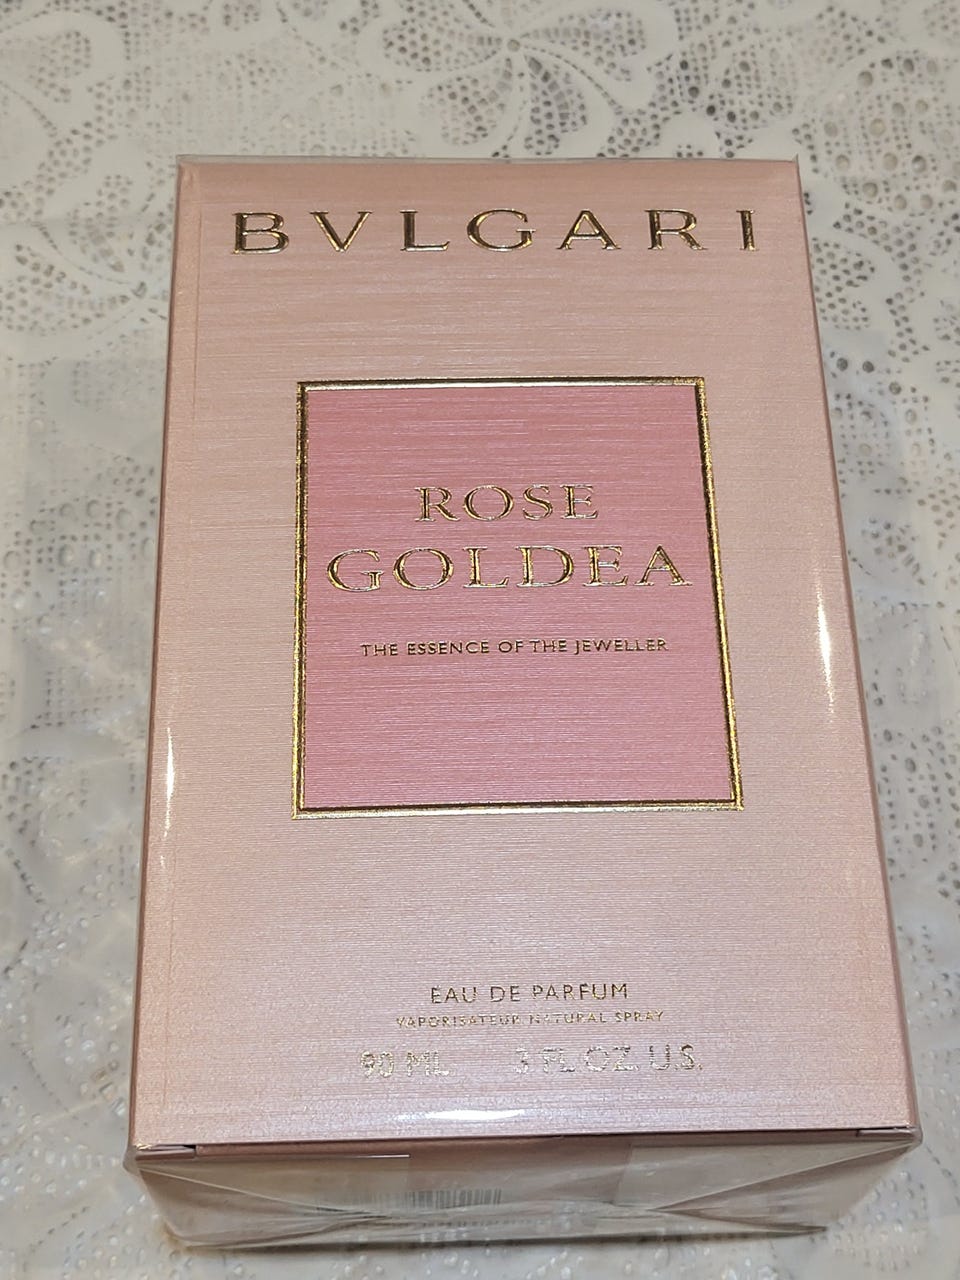 BVLGARI
ROSE
GOLDEA
THE ESSENCE OF THE JEWELLER
EAU DE PARFUM
VAPORISATEUR NATURAL SPRAY
90 ML 3 FL.OZ. U.S.